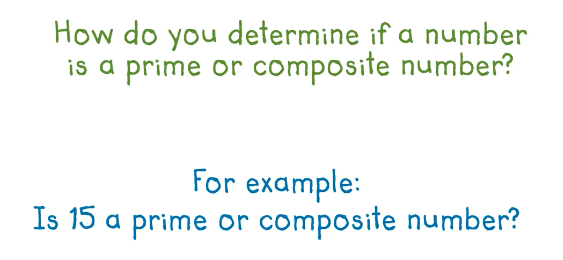 How do you determine if a number
is a prime or composite number?
For example:
Is 15 a prime or composite number?